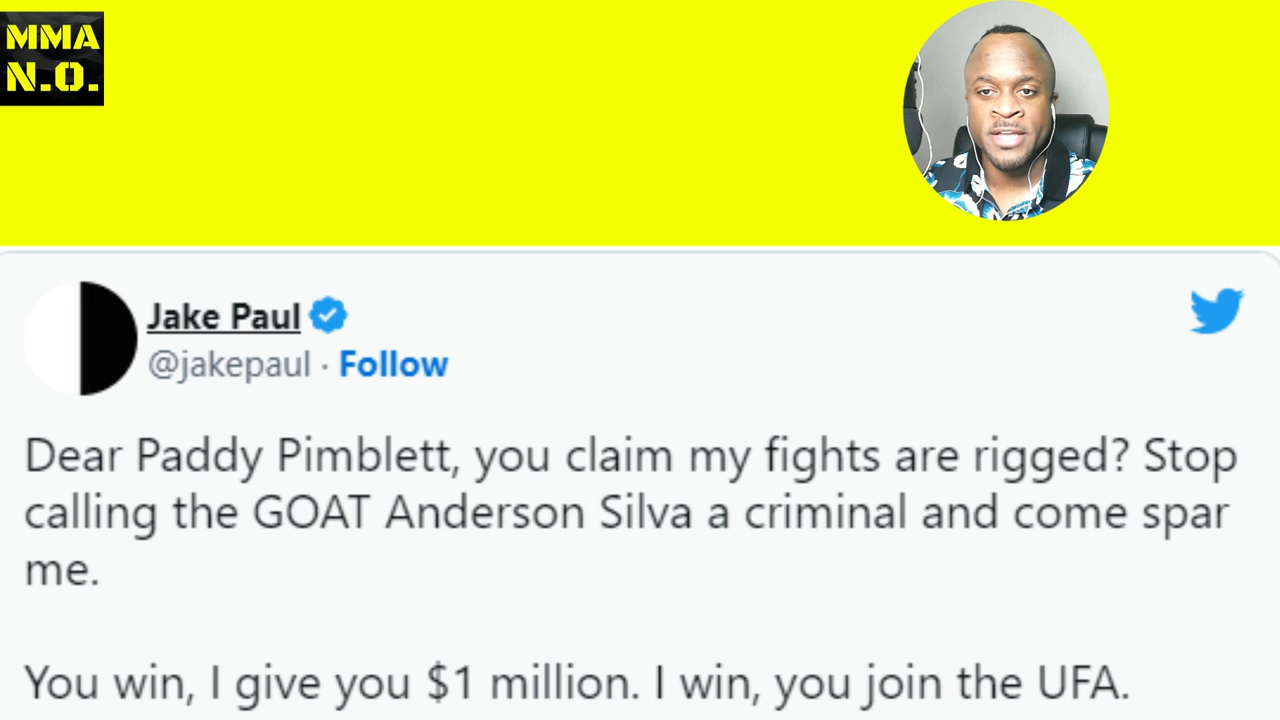 MMA
N.O.
Jake Paul
@jakepaul · Follow
Dear Paddy Pimblett, you claim my fights are rigged? Stop
calling the GOAT Anderson Silva a criminal and come spar
me.
You win, I give you $1 million. I win, you join the UFA.